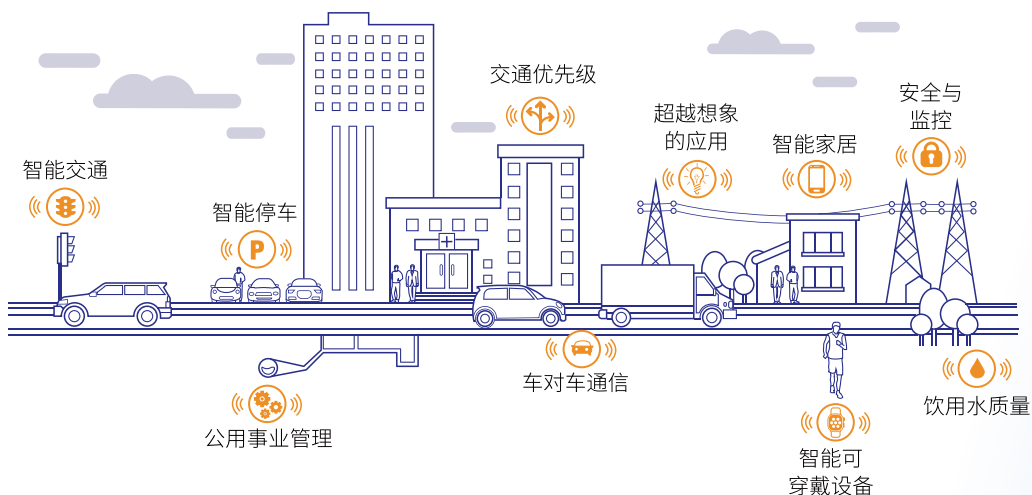 交通优先级
超越想象
的应用
安全与
监控
智能家居
智能交通
智能停车
P
车对车通信
公用事业管理
饮用水质量
智能可
穿戴设备